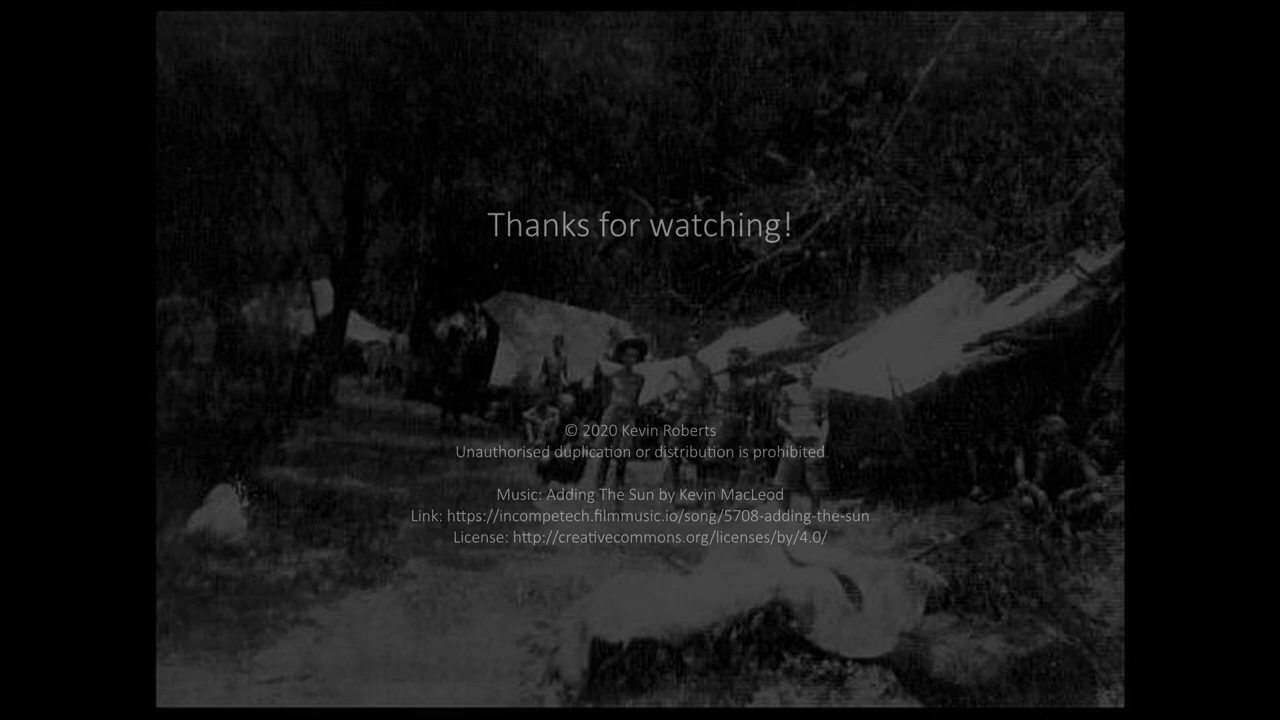 Thanks for watching!
© 2020 Kevin Roberts
Unauthorised duplication or distribution is prohibited
Music: Adding The Sun by Kevin MacLeod
Link: https://incompetech.filmmusic.io/song/5708-adding-the-sun
License: http://creativecommons.org/licenses/by/4.0/